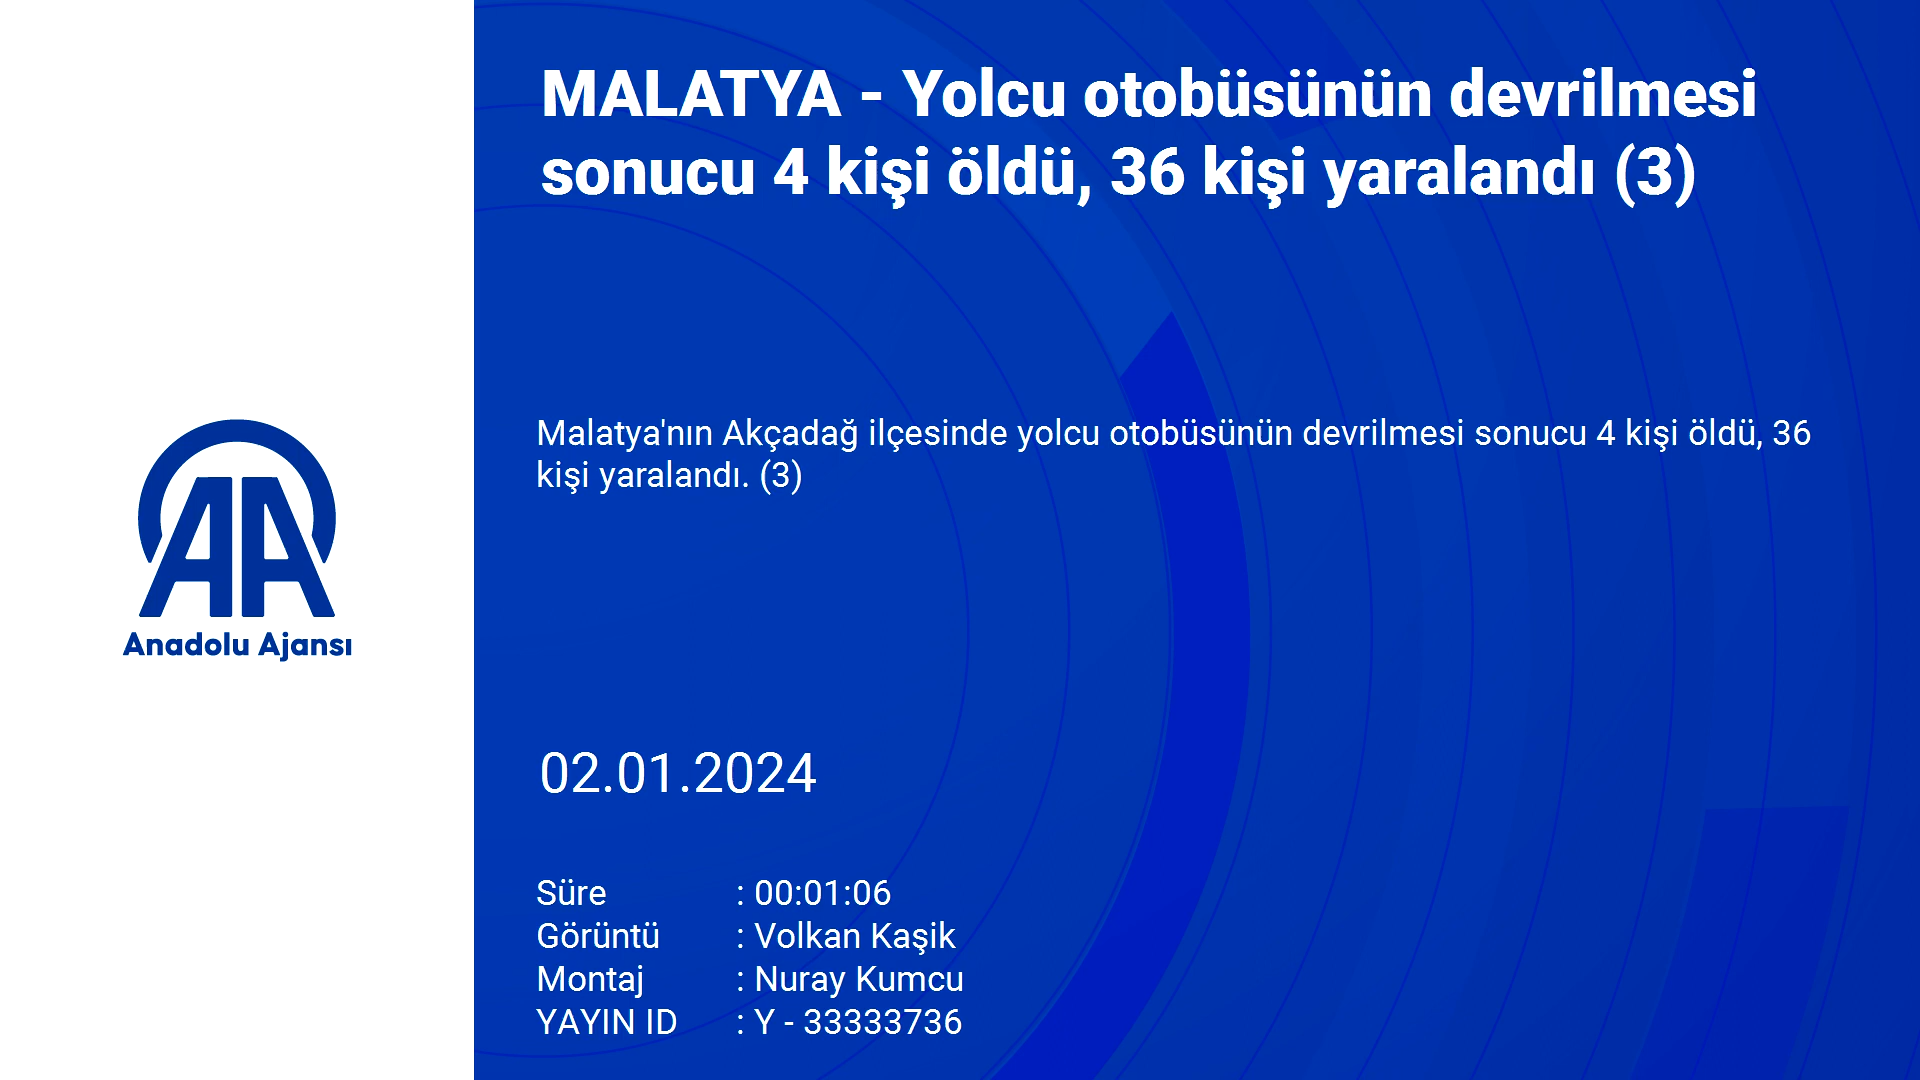 MALATYA - Yolcu otobüsünün devrilmesi
sonucu 4 kişi öldü, 36 kişi yaralandı (3)
Malatya'nın Akçadağ ilçesinde yolcu otobüsünün devrilmesi sonucu 4 kişi öldü, 36
kişi yaralandı. (3)
AA
Anadolu Ajansı
02.01.2024
Süre : 00:01:06
Görüntü : Volkan Kaşik
Montaj : Nuray Kumcu
YAYIN ID : Y - 33333736